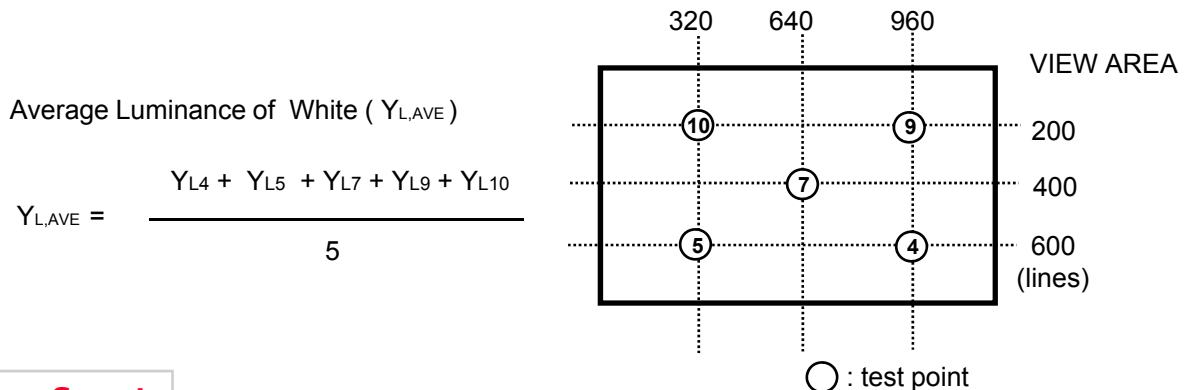 320 640 960
VIEW AREA
Average Luminance of White ( YL,AVE )
10 9 200
YL4 + YL5 + YL7 + YL9 + YL10
7 400
YL,AVE =
5
5 4 600
(lines)
: test point